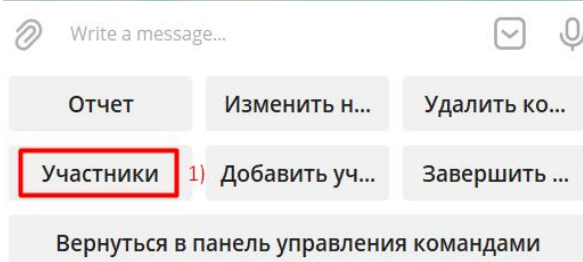 Write a message...
Отчет Изменить н... Удалить ко...
Участники 1) Добавить уч... Завершить ...
Вернуться в панель управления командами